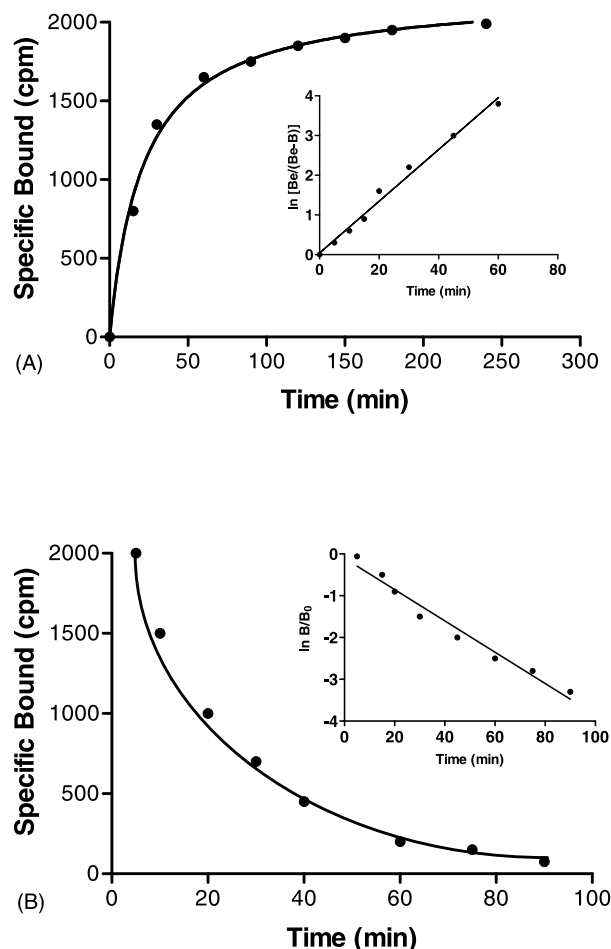 2000
1500
1000
500
0
Specific Bound (cpm)
0 50 100 150 200 250 300
Time (min)
(A)
4
3
2
1
0
ln [Be/(Be-B)]
0 20 40 60 80
Time (min)
2000
1500
1000
500
0
Specific Bound (cpm)
0 20 40 60 80 100
Time (min)
(B)
0
-1
-2
-3
-4
ln B/B₀
0 20 40 60 80 100
Time (min)